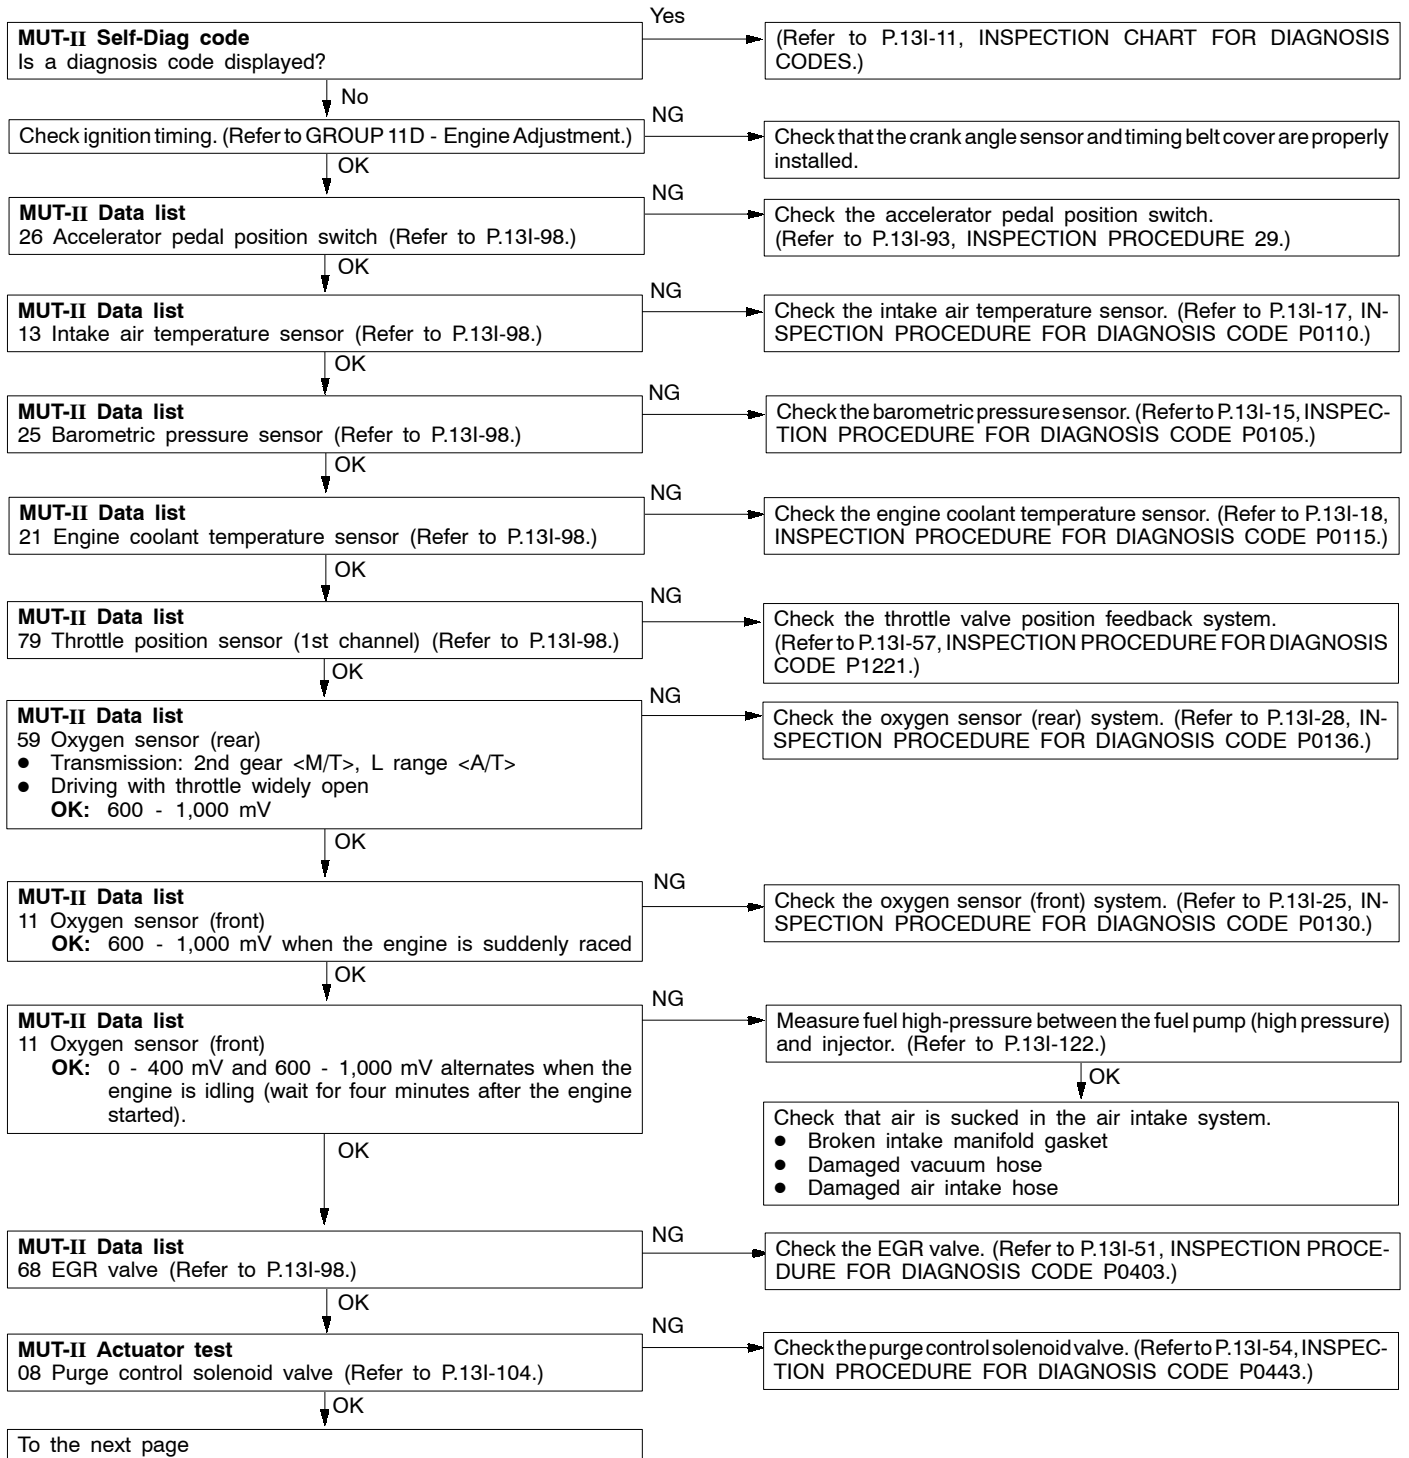 MUT-II Self-Diag code
Is a diagnosis code displayed?
Yes
(Refer to P.13I-11, INSPECTION CHART FOR DIAGNOSIS
CODES.)
No
Check ignition timing. (Refer to GROUP 11D - Engine Adjustment.)
NG
Check that the crank angle sensor and timing belt cover are properly
installed.
OK
MUT-II Data list
26 Accelerator pedal position switch (Refer to P.13I-98.)
NG
Check the accelerator pedal position switch.
(Refer to P.13I-93, INSPECTION PROCEDURE 29.)
OK
MUT-II Data list
13 Intake air temperature sensor (Refer to P.13I-98.)
NG
Check the intake air temperature sensor. (Refer to P.13I-17, IN-
SPECTION PROCEDURE FOR DIAGNOSIS CODE P0110.)
OK
MUT-II Data list
25 Barometric pressure sensor (Refer to P.13I-98.)
NG
Check the barometric pressure sensor. (Refer to P.13I-15, INSPEC-
TION PROCEDURE FOR DIAGNOSIS CODE P0105.)
OK
MUT-II Data list
21 Engine coolant temperature sensor (Refer to P.13I-98.)
NG
Check the engine coolant temperature sensor. (Refer to P.13I-18,
INSPECTION PROCEDURE FOR DIAGNOSIS CODE P0115.)
OK
MUT-II Data list
79 Throttle position sensor (1st channel) (Refer to P.13I-98.)
NG
Check the throttle valve position feedback system.
(Refer to P.13I-57, INSPECTION PROCEDURE FOR DIAGNOSIS
CODE P1221.)
OK
MUT-II Data list
59 Oxygen sensor (rear)
● Transmission: 2nd gear <M/T>, L range <A/T>
● Driving with throttle widely open
OK: 600 - 1,000 mV
NG
Check the oxygen sensor (rear) system. (Refer to P.13I-28, IN-
SPECTION PROCEDURE FOR DIAGNOSIS CODE P0136.)
OK
MUT-II Data list
11 Oxygen sensor (front)
OK: 600 - 1,000 mV when the engine is suddenly raced
NG
Check the oxygen sensor (front) system. (Refer to P.13I-25, IN-
SPECTION PROCEDURE FOR DIAGNOSIS CODE P0130.)
OK
MUT-II Data list
11 Oxygen sensor (front)
OK: 0 - 400 mV and 600 - 1,000 mV alternates when the
engine is idling (wait for four minutes after the engine
started).
NG
Measure fuel high-pressure between the fuel pump (high pressure)
and injector. (Refer to P.13I-122.)
OK
Check that air is sucked in the air intake system.
● Broken intake manifold gasket
● Damaged vacuum hose
● Damaged air intake hose
OK
MUT-II Data list
68 EGR valve (Refer to P.13I-98.)
NG
Check the EGR valve. (Refer to P.13I-51, INSPECTION PROCE-
DURE FOR DIAGNOSIS CODE P0403.)
OK
MUT-II Actuator test
08 Purge control solenoid valve (Refer to P.13I-104.)
NG
Check the purge control solenoid valve. (Refer to P.13I-54, INSPEC-
TION PROCEDURE FOR DIAGNOSIS CODE P0443.)
OK
To the next page